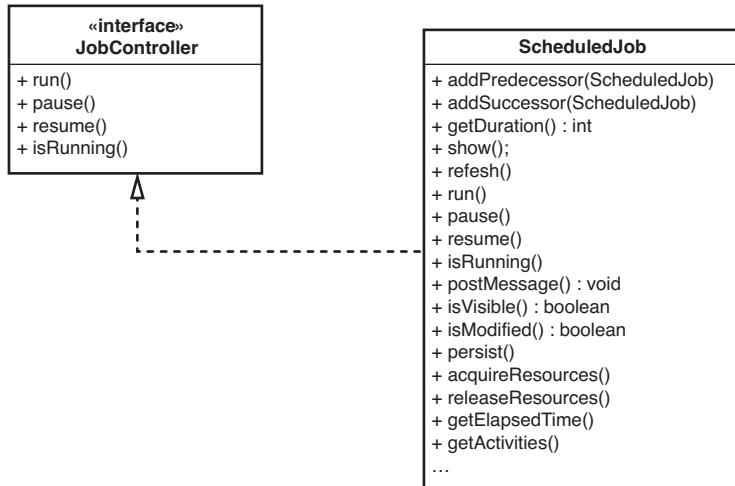 «interface»
JobController
+ run()
+ pause()
+ resume()
+ isRunning()
ScheduledJob
+ addPredecessor(ScheduledJob)
+ addSuccessor(ScheduledJob)
+ getDuration() : int
+ show();
+ refesh()
+ run()
+ pause()
+ resume()
+ isRunning()
+ postMessage() : void
+ isVisible() : boolean
+ isModified() : boolean
+ persist()
+ acquireResources()
+ releaseResources()
+ getElapsedTime()
+ getActivities()
...